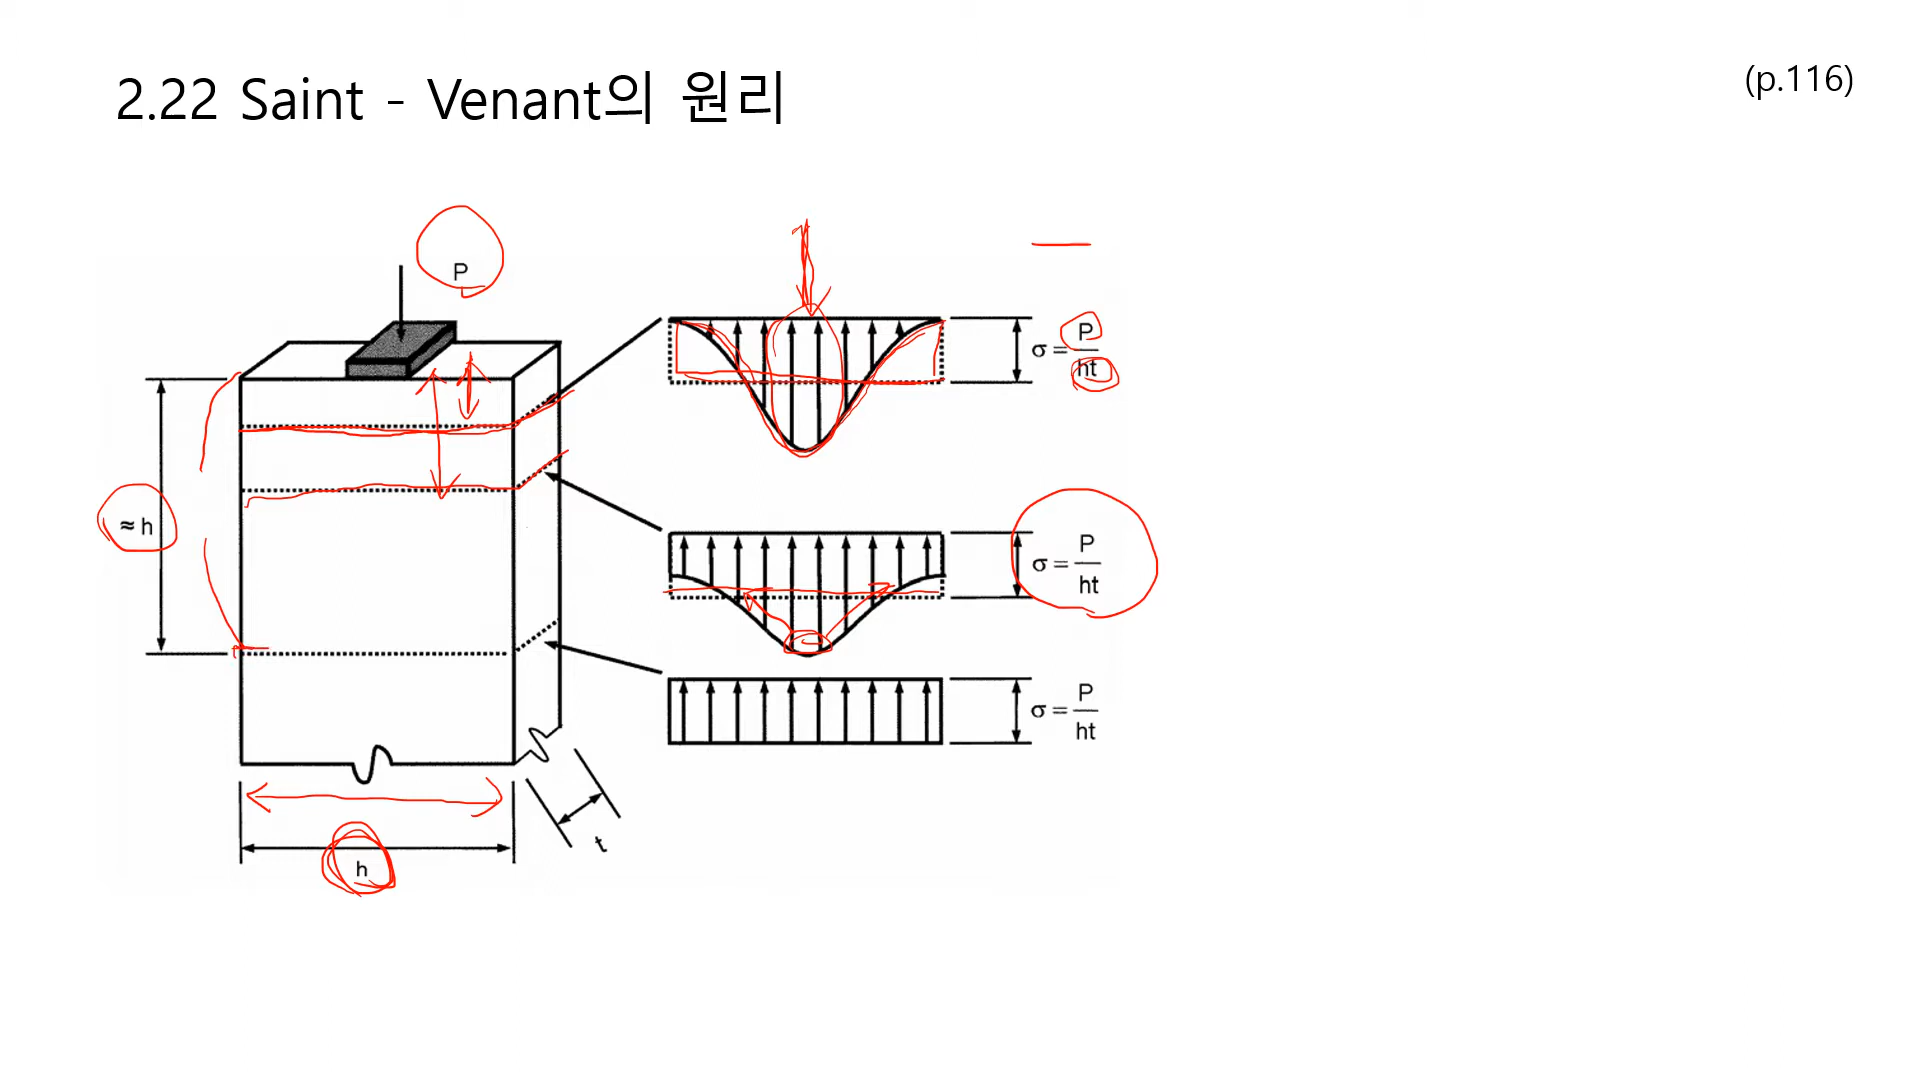 2.22 Saint - Venant의 원리
(p.116)
P
≈ h
h
t
σ = P/ht
σ = P/ht
σ = P/ht